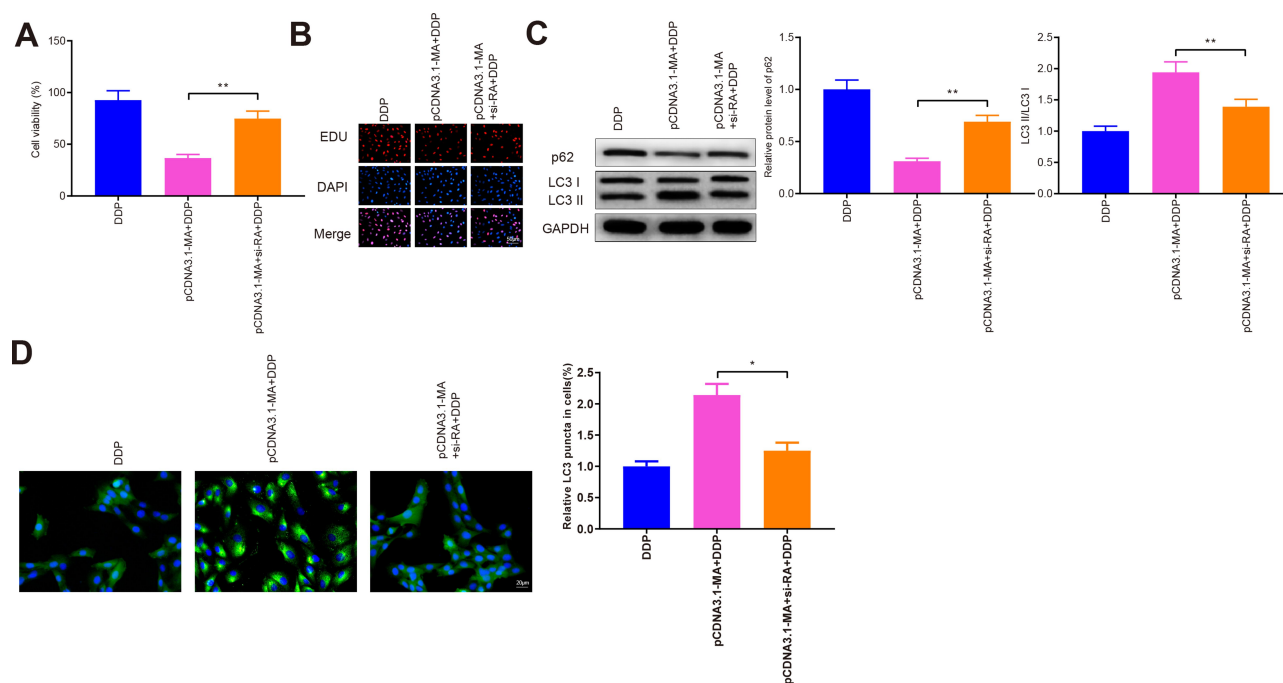 A
Cell viability (%)
150
100
50
0
**
DDP
pCDNA3.1-MA+DDP
pCDNA3.1-MA+si-RA+DDP
B
DDP
pCDNA3.1-MA+DDP
pCDNA3.1-MA
+si-RA+DDP
EDU
DAPI
Merge
50μm
C
DDP
pCDNA3.1-MA+DDP
pCDNA3.1-MA
+si-RA+DDP
p62
LC3 I
LC3 II
GAPDH
Relative protein level of p62
1.5
1.0
0.5
0.0
**
DDP
pCDNA3.1-MA+DDP
pCDNA3.1-MA+si-RA+DDP
LC3 II/LC3 I
2.5
2.0
1.5
1.0
0.5
0.0
**
DDP
pCDNA3.1-MA+DDP
pCDNA3.1-MA+si-RA+DDP
D
DDP
pCDNA3.1-MA+DDP
pCDNA3.1-MA
+si-RA+DDP
20μm
Relative LC3 puncta in cells(%)
2.5
2.0
1.5
1.0
0.5
0.0
*
DDP
pCDNA3.1-MA+DDP
pCDNA3.1-MA+si-RA+DDP